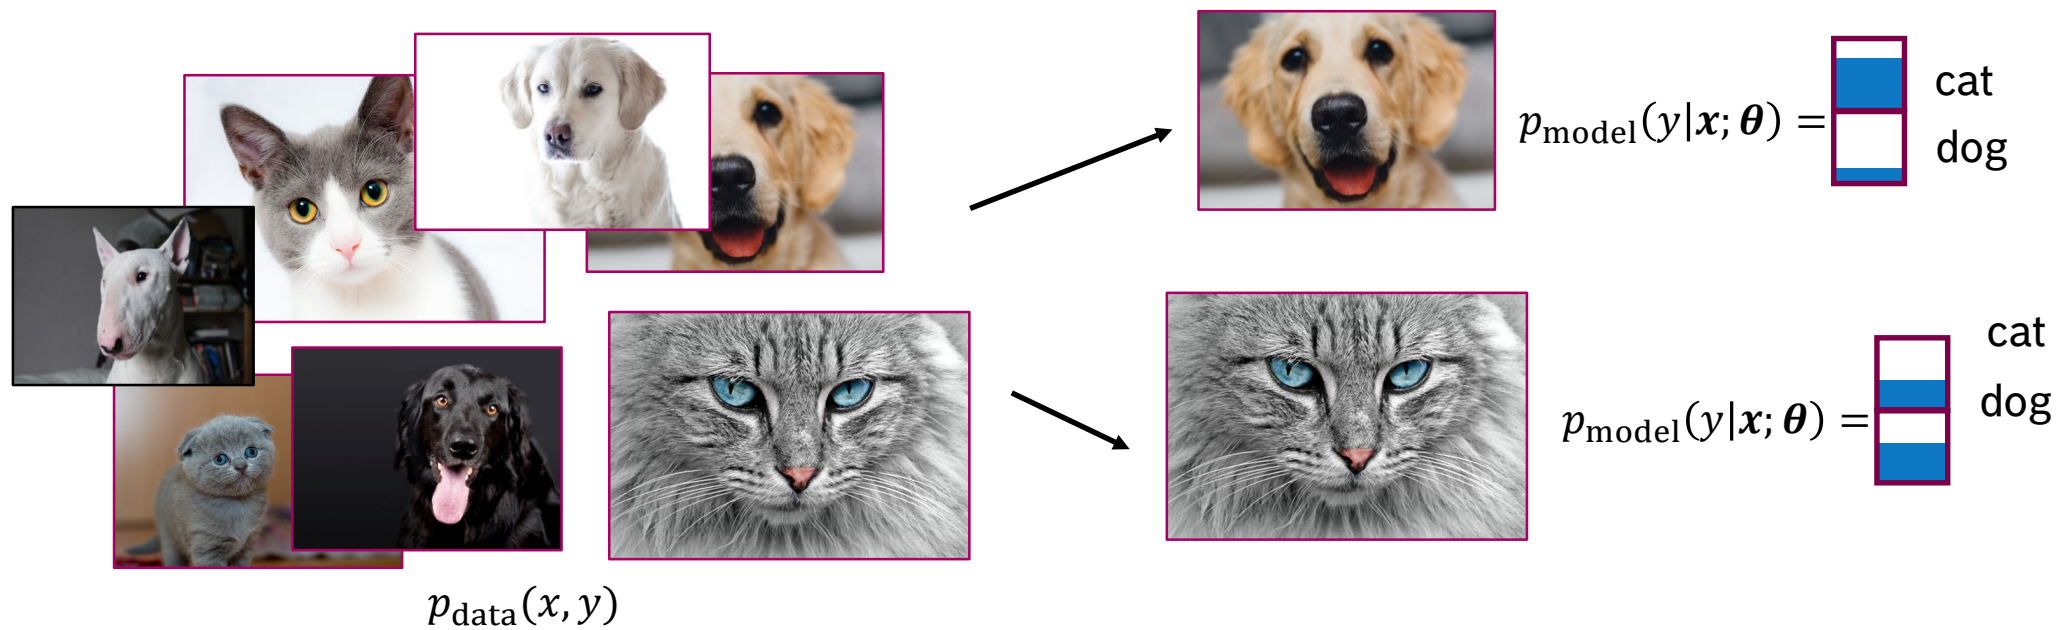 p_model(y|x; θ) =
cat
dog
p_model(y|x; θ) =
cat
dog
p_data(x, y)